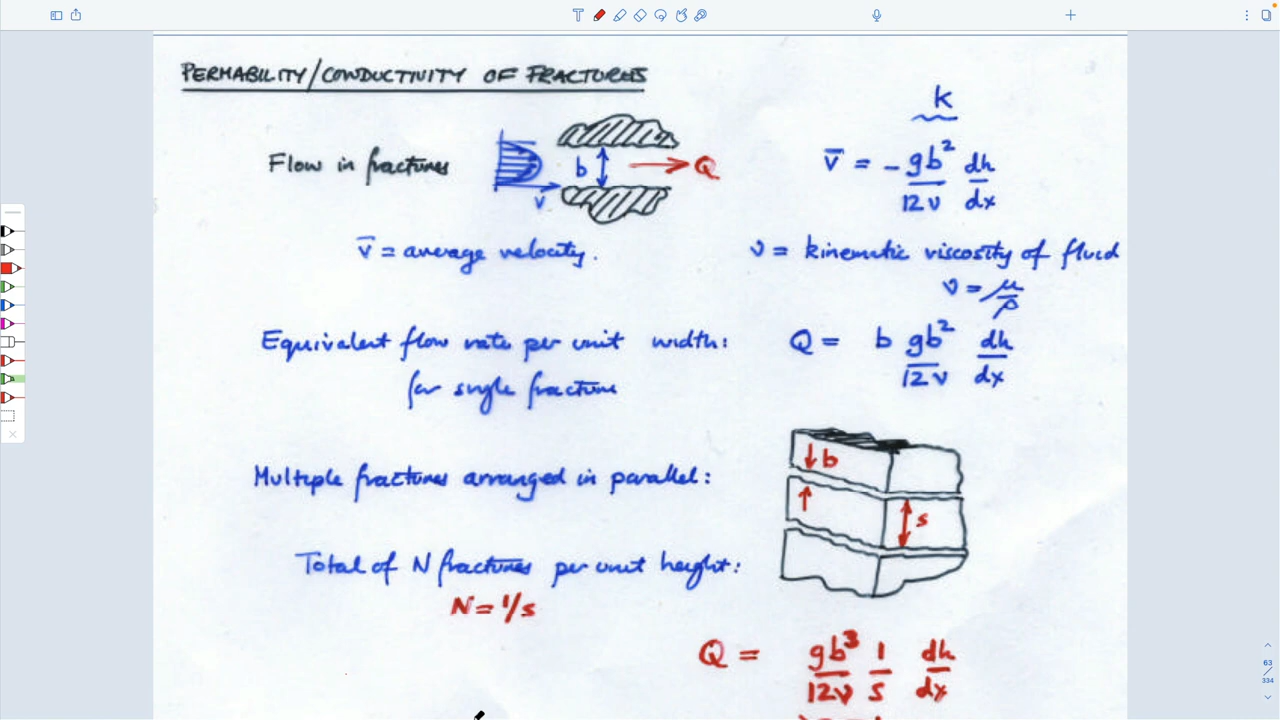 PERMABILITY/CONDUCTIVITY OF FRACTURES
k
Flow in fractures
b
Q
v
v̄ = - gb²/12ν dh/dx
v̄ = average velocity.
ν = kinematic viscosity of fluid
ν = μ/ρ
Equivalent flow rate per unit width:
for single fracture
Q = b gb²/12ν dh/dx
Multiple fractures arranged in parallel:
b
s
Total of N fractures per unit height:
N = 1/s
Q = gb³/12ν 1/s dh/dx
63
/
334